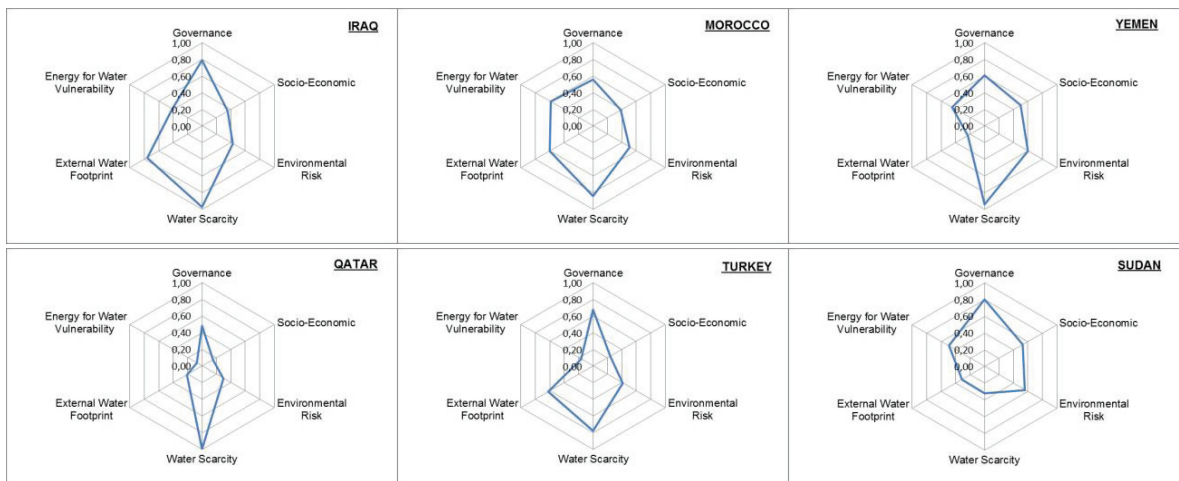 IRAQ
Governance
1,00
0,80
0,60
0,40
0,20
0,00
Energy for Water
Vulnerability
Socio-Economic
External Water
Footprint
Environmental
Risk
Water Scarcity
MOROCCO
Governance
1,00
0,80
0,60
0,40
0,20
0,00
Energy for Water
Vulnerability
Socio-Economic
External Water
Footprint
Environmental
Risk
Water Scarcity
YEMEN
Governance
1,00
0,80
0,60
0,40
0,20
0,00
Energy for Water
Vulnerability
Socio-Economic
External Water
Footprint
Environmental
Risk
Water Scarcity
QATAR
Governance
1,00
0,80
0,60
0,40
0,20
0,00
Energy for Water
Vulnerability
Socio-Economic
External Water
Footprint
Environmental
Risk
Water Scarcity
TURKEY
Governance
1,00
0,80
0,60
0,40
0,20
0,00
Energy for Water
Vulnerability
Socio-Economic
External Water
Footprint
Environmental
Risk
Water Scarcity
SUDAN
Governance
1,00
0,80
0,60
0,40
0,20
0,00
Energy for Water
Vulnerability
Socio-Economic
External Water
Footprint
Environmental
Risk
Water Scarcity